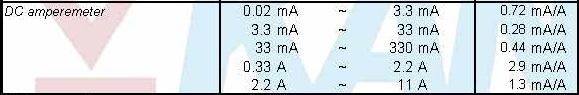 DC amperemeter 0.02 mA ~ 3.3 mA 0.72 mA/A
3.3 mA ~ 33 mA 0.28 mA/A
33 mA ~ 330 mA 0.44 mA/A
0.33 A ~ 2.2 A 2.9 mA/A
2.2 A ~ 11 A 1.3 mA/A